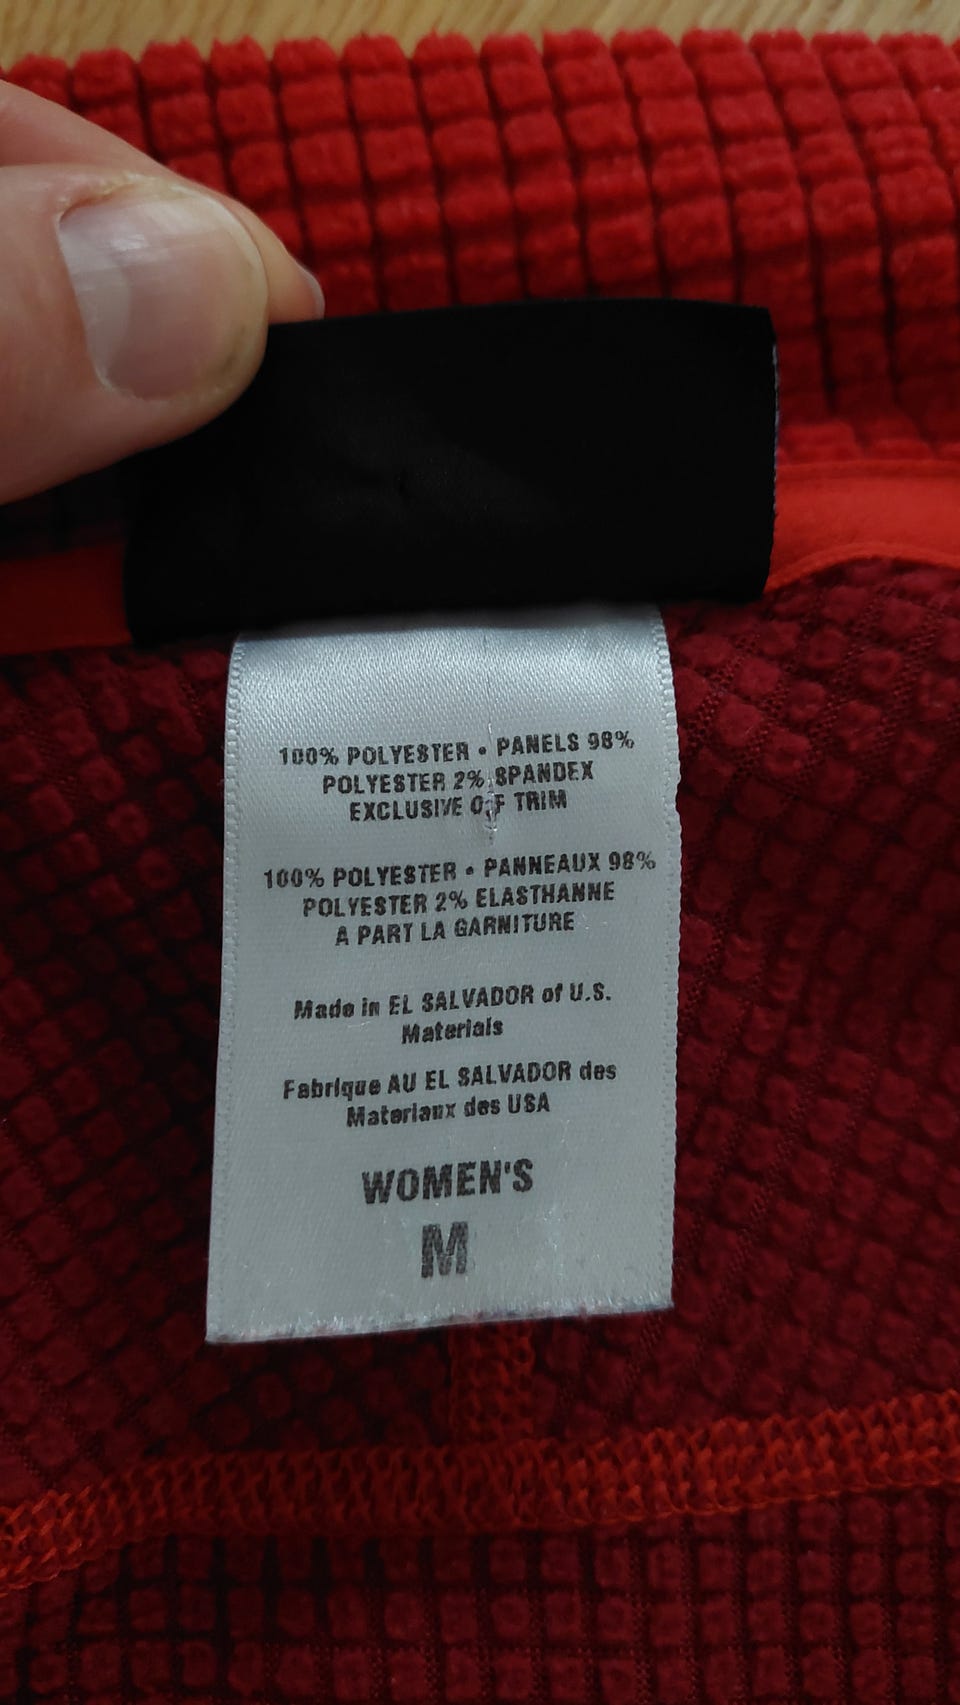 100% POLYESTER • PANELS 98%
POLYESTER 2% SPANDEX
EXCLUSIVE OF TRIM
100% POLYESTER • PANNEAUX 98%
POLYESTER 2% ELASTHANNE
A PART LA GARNITURE
Made in EL SALVADOR of U.S.
Materials
Fabrique AU EL SALVADOR des
Materiaux des USA
WOMEN'S
M